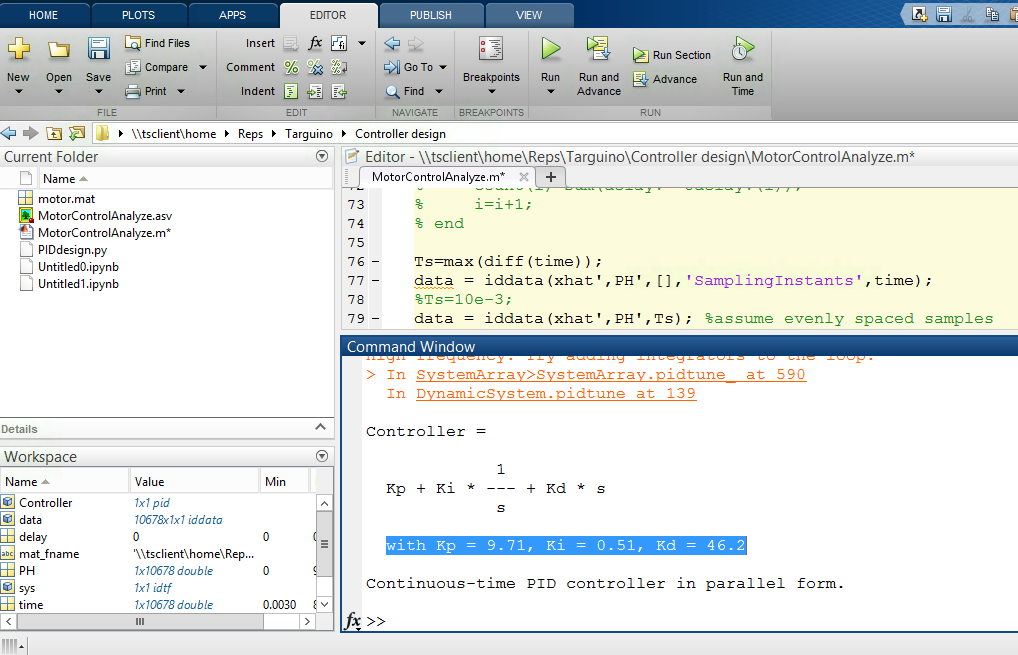 HOME PLOTS APPS EDITOR PUBLISH VIEW
New Open Save Find Files Compare Print
Insert fx
Comment
Indent
Go To
Find
Breakpoints
Run Run and Advance Run Section Advance Run and Time
FILE EDIT NAVIGATE BREAKPOINTS RUN
\\tsclient\home Reps Targuino Controller design
Current Folder
Name
motor.mat
MotorControlAnalyze.asv
MotorControlAnalyze.m*
PIDdesign.py
Untitled0.ipynb
Untitled1.ipynb
Details
Workspace
Name Value Min
Controller 1x1 pid
data 10678x1x1 iddata
delay 0 0
mat_fname '\\tsclient\home\Rep...
PH 1x10678 double 0
sys 1x1 idtf
time 1x10678 double 0.0030
Editor - \\tsclient\home\Reps\Targuino\Controller design\MotorControlAnalyze.m*
MotorControlAnalyze.m* +
73 % i=i+1;
74 % end
75
76 – Ts=max(diff(time));
77 – data = iddata(xhat',PH',[],'SamplingInstants',time);
78 %Ts=10e-3;
79 – data = iddata(xhat',PH',Ts); %assume evenly spaced samples
Command Window
high frequency. Try adding integrators to the loop.
> In SystemArray>SystemArray.pidtune_ at 590
In DynamicSystem.pidtune at 139
Controller =
1
Kp + Ki * --- + Kd * s
s
with Kp = 9.71, Ki = 0.51, Kd = 46.2
Continuous-time PID controller in parallel form.
fx >>